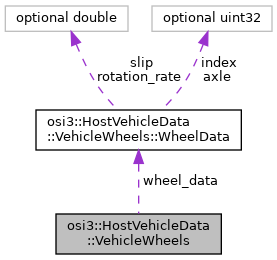 optional double
optional uint32
slip
rotation_rate
index
axle
osi3::HostVehicleData
::VehicleWheels::WheelData
wheel_data
osi3::HostVehicleData
::VehicleWheels